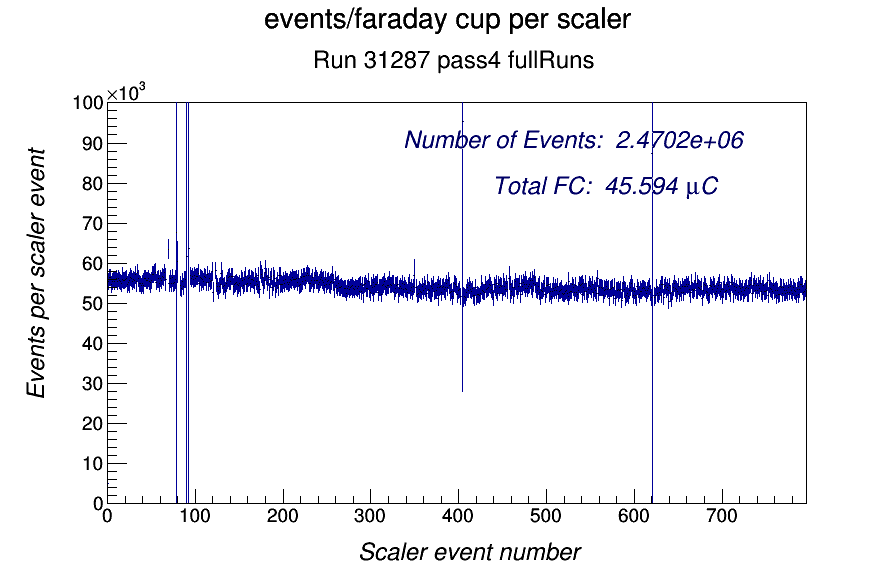 events/faraday cup per scaler
Run 31287 pass4 fullRuns
×10³
100
90
80
70
60
50
40
30
20
10
0
Number of Events: 2.4702e+06
Total FC: 45.594 μC
Events per scaler event
0 100 200 300 400 500 600 700
Scaler event number